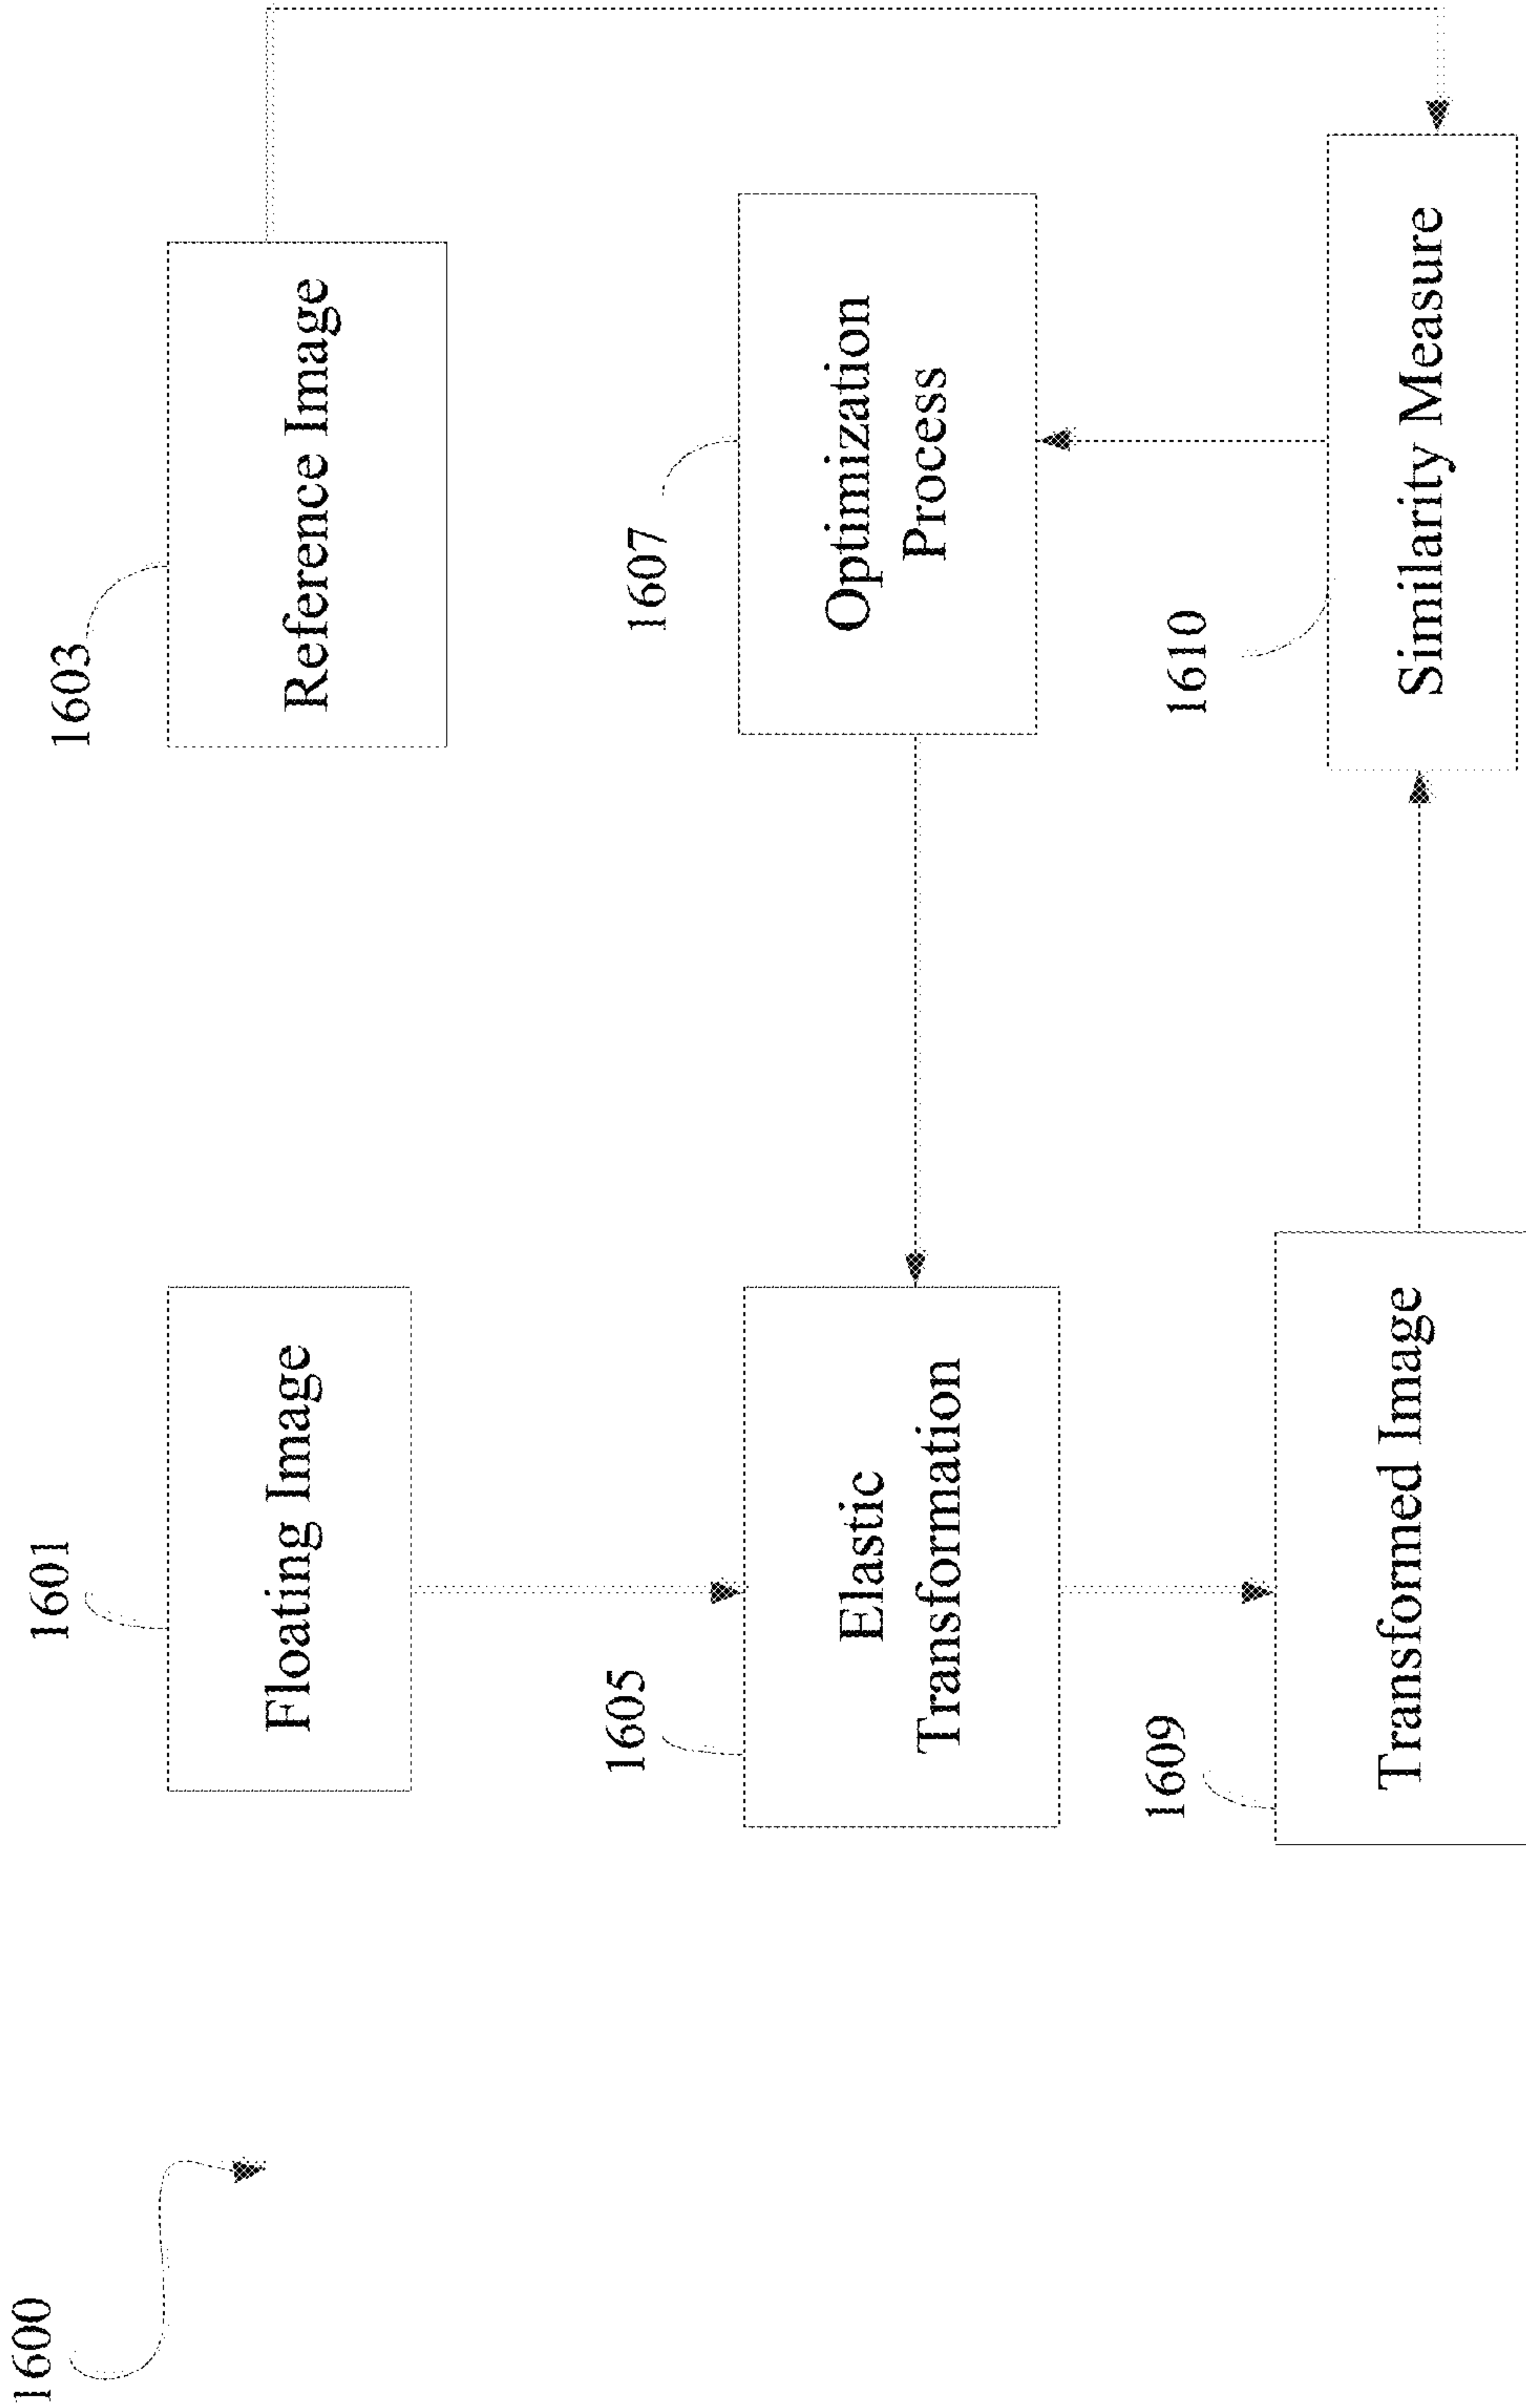 1600
1601
Floating Image
1603
Reference Image
1605
Elastic
Transformation
1607
Optimization
Process
1609
Transformed Image
1610
Similarity Measure